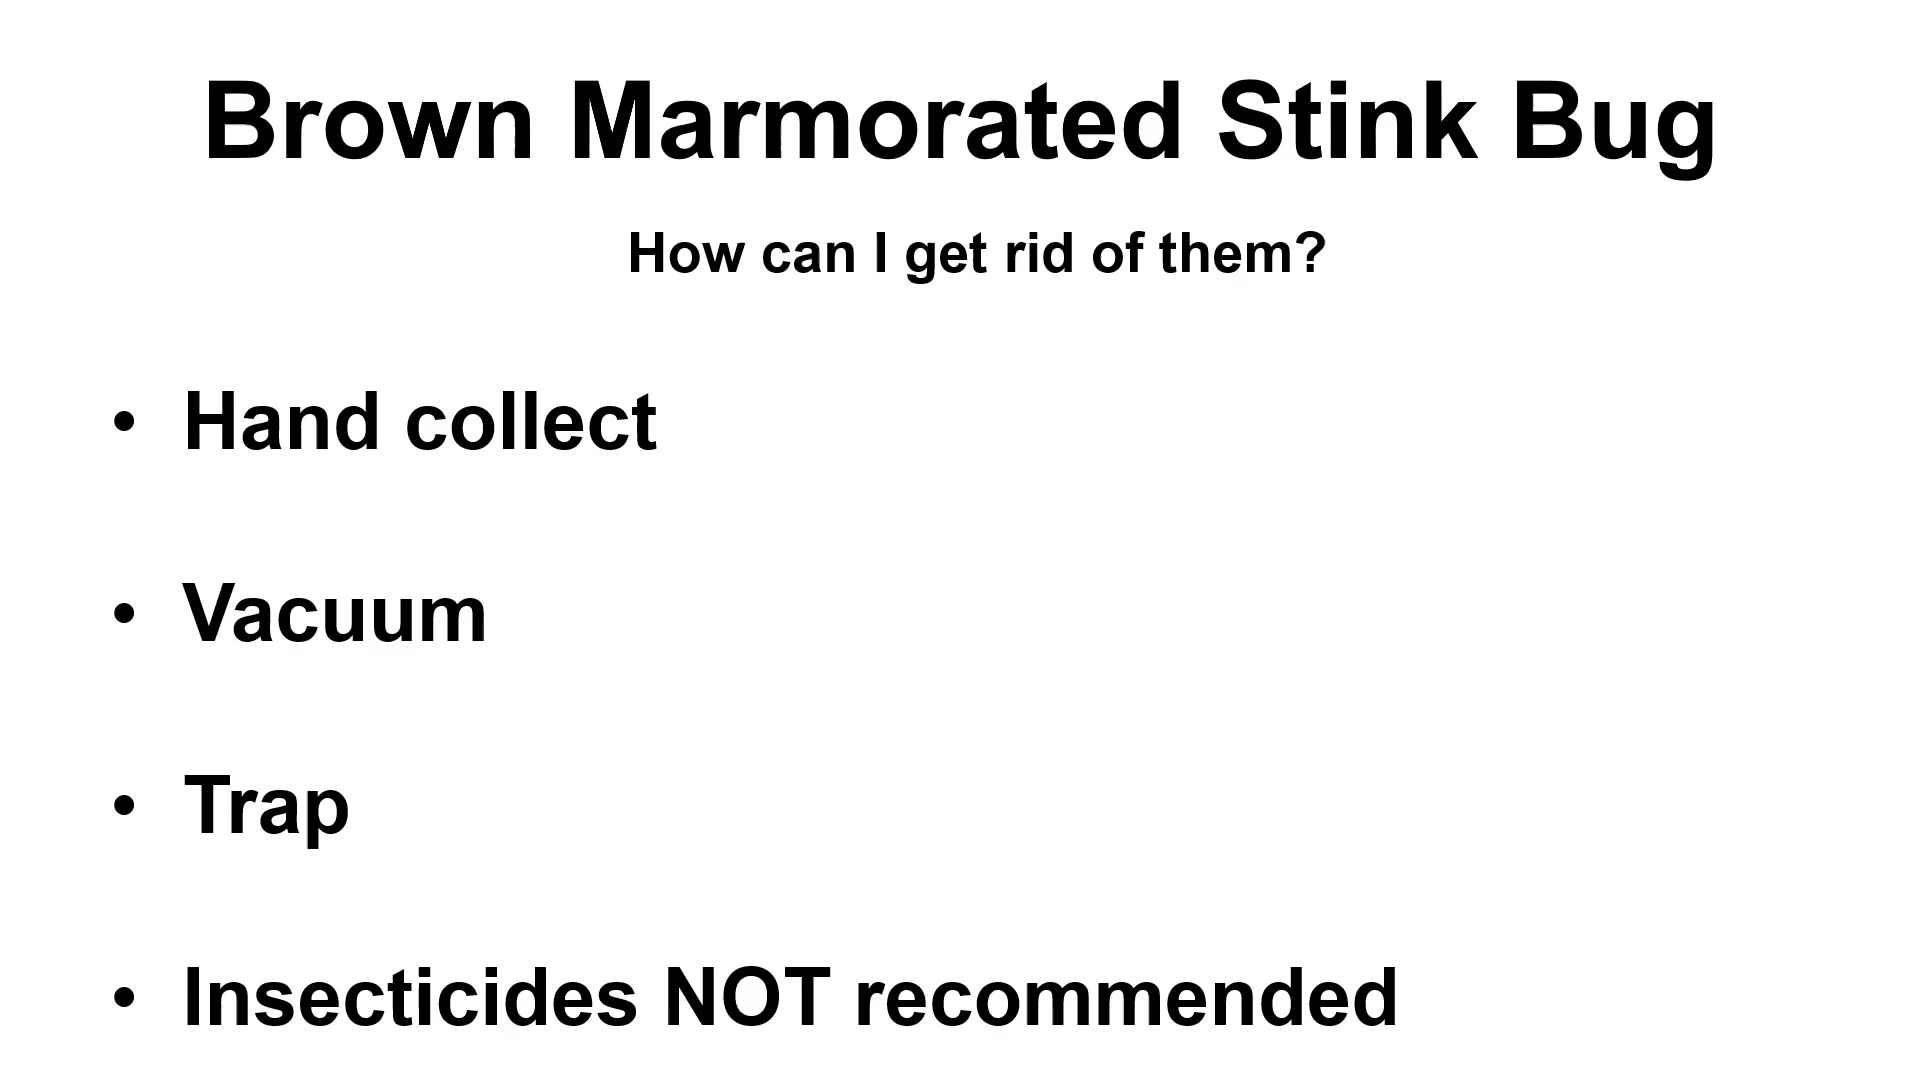 Brown Marmorated Stink Bug
How can I get rid of them?
• Hand collect
• Vacuum
• Trap
• Insecticides NOT recommended